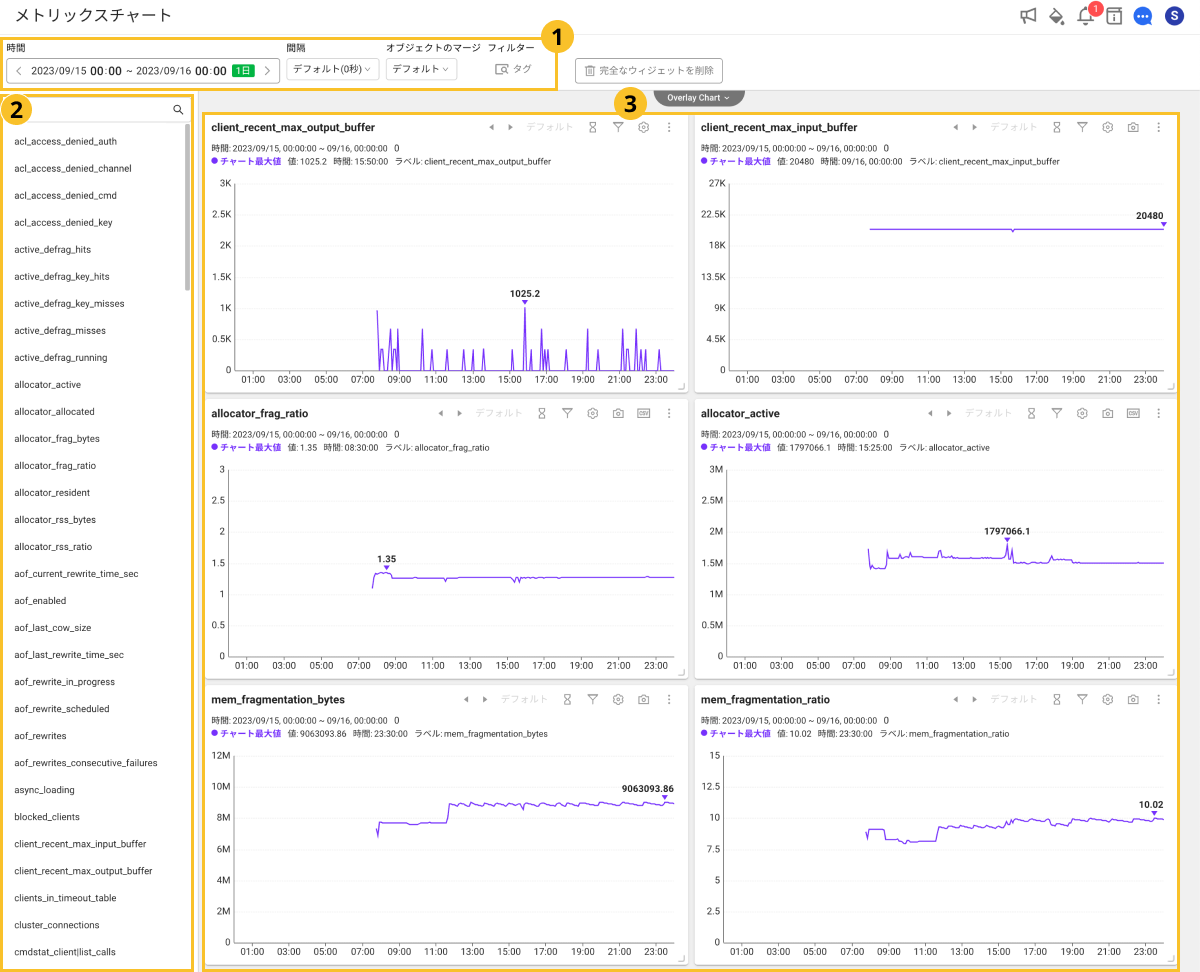 メトリックスチャート
1
S
時間
間隔
オブジェクトのマージ
フィルター
1
2023/09/15 00:00 ~ 2023/09/16 00:00 1日
デフォルト(0秒)
デフォルト
タグ
完全なウィジェットを削除
2
acl_access_denied_auth
acl_access_denied_channel
acl_access_denied_cmd
acl_access_denied_key
active_defrag_hits
active_defrag_key_hits
active_defrag_key_misses
active_defrag_misses
active_defrag_running
allocator_active
allocator_allocated
allocator_frag_bytes
allocator_frag_ratio
allocator_resident
allocator_rss_bytes
allocator_rss_ratio
aof_current_rewrite_time_sec
aof_enabled
aof_last_cow_size
aof_last_rewrite_time_sec
aof_rewrite_in_progress
aof_rewrite_scheduled
aof_rewrites
aof_rewrites_consecutive_failures
async_loading
blocked_clients
client_recent_max_input_buffer
client_recent_max_output_buffer
clients_in_timeout_table
cluster_connections
cmdstat_client|list_calls
3
Overlay Chart
client_recent_max_output_buffer
デフォルト
時間: 2023/09/15, 00:00:00 ~ 09/16, 00:00:00 0
チャート最大値 値: 1025.2 時間: 15:50:00 ラベル: client_recent_max_output_buffer
3K
2.5K
2K
1.5K
1K
0.5K
0
1025.2
01:00 03:00 05:00 07:00 09:00 11:00 13:00 15:00 17:00 19:00 21:00 23:00
client_recent_max_input_buffer
デフォルト
時間: 2023/09/15, 00:00:00 ~ 09/16, 00:00:00 0
チャート最大値 値: 20480 時間: 09/16, 00:00:00 ラベル: client_recent_max_input_buffer
27K
22.5K
18K
13.5K
9K
4.5K
0
20480
01:00 03:00 05:00 07:00 09:00 11:00 13:00 15:00 17:00 19:00 21:00 23:00
allocator_frag_ratio
デフォルト
CSV
時間: 2023/09/15, 00:00:00 ~ 09/16, 00:00:00 0
チャート最大値 値: 1.35 時間: 08:30:00 ラベル: allocator_frag_ratio
3
2.5
2
1.5
1
0.5
0
1.35
01:00 03:00 05:00 07:00 09:00 11:00 13:00 15:00 17:00 19:00 21:00 23:00
allocator_active
デフォルト
CSV
時間: 2023/09/15, 00:00:00 ~ 09/16, 00:00:00 0
チャート最大値 値: 1797066.1 時間: 15:25:00 ラベル: allocator_active
3M
2.5M
2M
1.5M
1M
0.5M
0
1797066.1
01:00 03:00 05:00 07:00 09:00 11:00 13:00 15:00 17:00 19:00 21:00 23:00
mem_fragmentation_bytes
デフォルト
時間: 2023/09/15, 00:00:00 ~ 09/16, 00:00:00 0
チャート最大値 値: 9063093.86 時間: 23:30:00 ラベル: mem_fragmentation_bytes
12M
10M
8M
6M
4M
2M
0
9063093.86
01:00 03:00 05:00 07:00 09:00 11:00 13:00 15:00 17:00 19:00 21:00 23:00
mem_fragmentation_ratio
デフォルト
時間: 2023/09/15, 00:00:00 ~ 09/16, 00:00:00 0
チャート最大値 値: 10.02 時間: 23:30:00 ラベル: mem_fragmentation_ratio
15
12.5
10
7.5
5
2.5
0
10.02
01:00 03:00 05:00 07:00 09:00 11:00 13:00 15:00 17:00 19:00 21:00 23:00